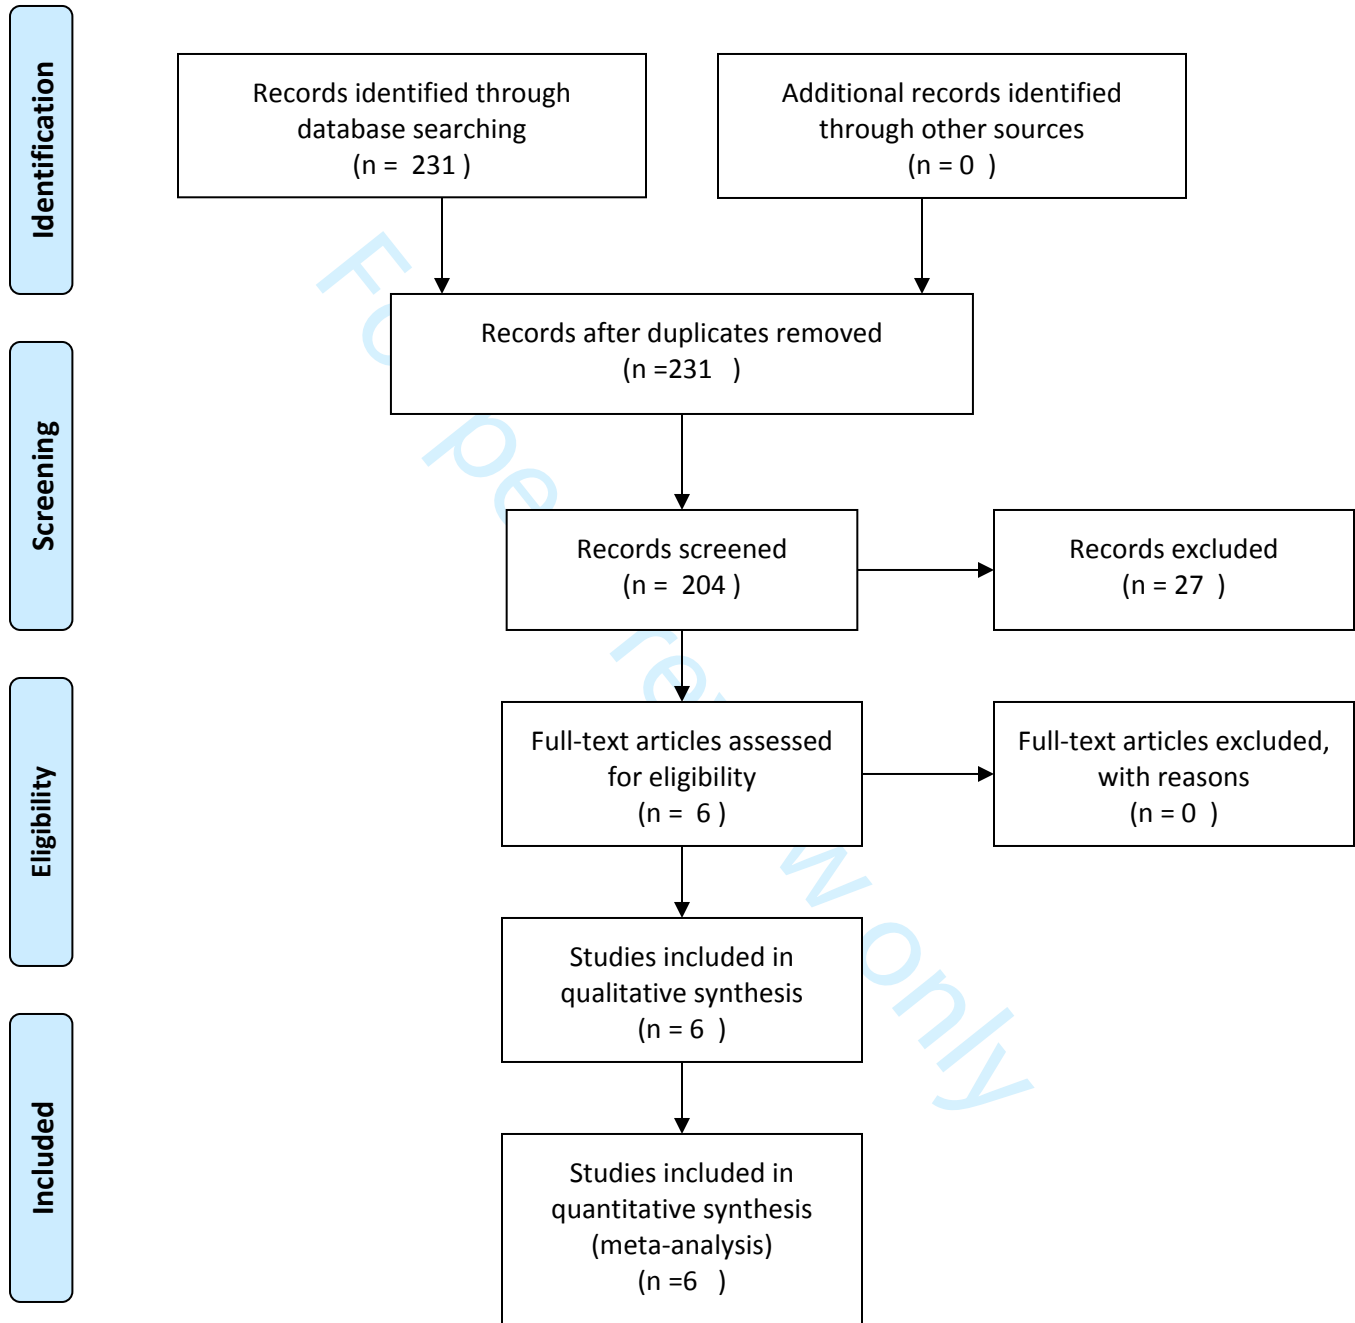 Identification
Records identified through
database searching
(n =  231 )
Additional records identified
through other sources
(n = 0  )
Screening
Records after duplicates removed
(n =231   )
Records screened
(n =  204 )
Records excluded
(n = 27  )
Eligibility
Full-text articles assessed
for eligibility
(n =  6 )
Full-text articles excluded,
with reasons
(n = 0  )
Studies included in
qualitative synthesis
(n = 6  )
Included
Studies included in
quantitative synthesis
(meta-analysis)
(n =6   )
only